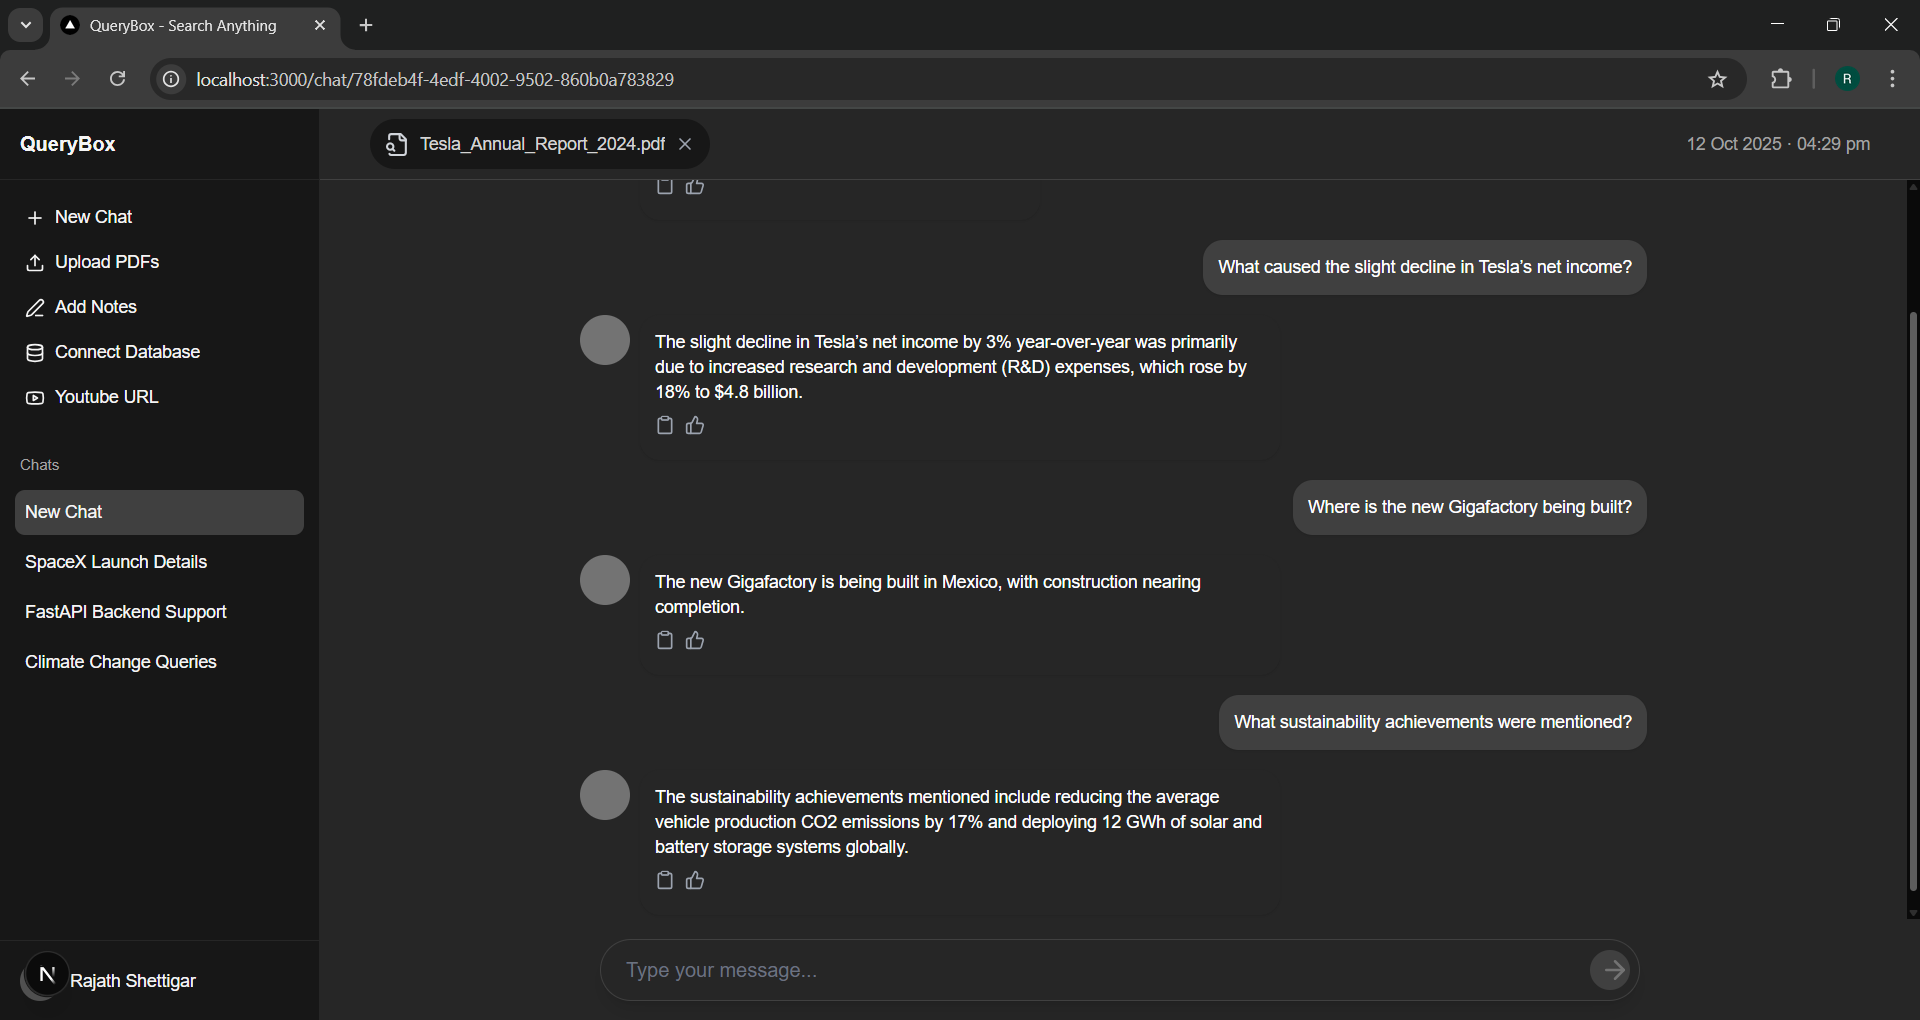 QueryBox - Search Anything
localhost:3000/chat/78fdeb4f-4edf-4002-9502-860b0a783829
R
QueryBox
Tesla_Annual_Report_2024.pdf
12 Oct 2025 · 04:29 pm
New Chat
Upload PDFs
Add Notes
Connect Database
Youtube URL
Chats
New Chat
SpaceX Launch Details
FastAPI Backend Support
Climate Change Queries
N
Rajath Shettigar
What caused the slight decline in Tesla’s net income?
The slight decline in Tesla’s net income by 3% year-over-year was primarily
due to increased research and development (R&D) expenses, which rose by
18% to $4.8 billion.
Where is the new Gigafactory being built?
The new Gigafactory is being built in Mexico, with construction nearing
completion.
What sustainability achievements were mentioned?
The sustainability achievements mentioned include reducing the average
vehicle production CO2 emissions by 17% and deploying 12 GWh of solar and
battery storage systems globally.
Type your message...